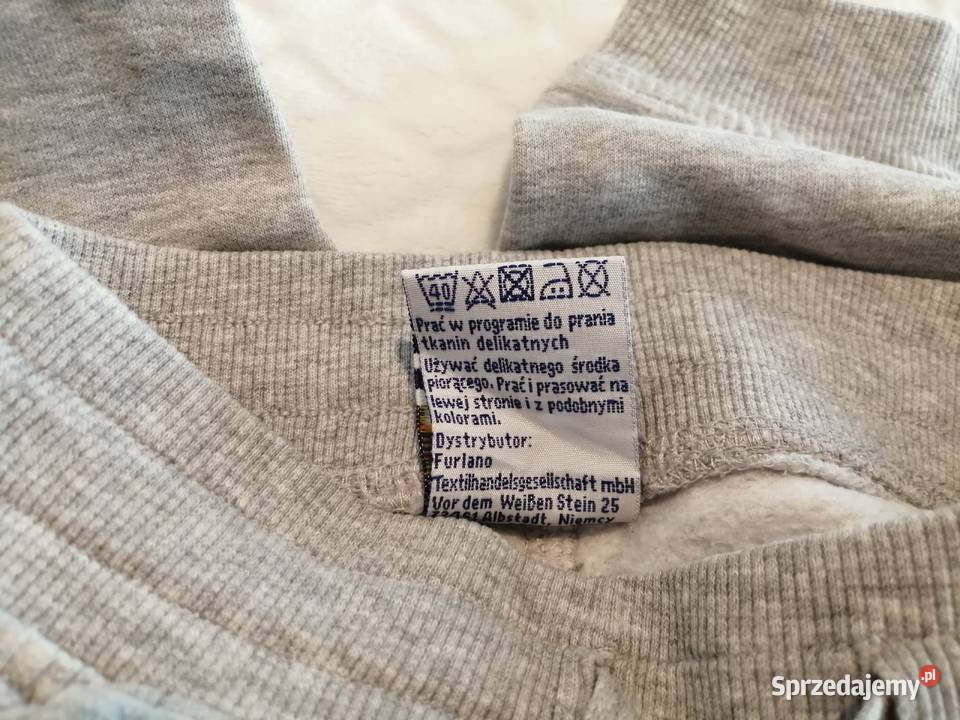 40
Prać w programie do prania
tkanin delikatnych
Używać delikatnego środka
piorącego. Prać i prasować na
lewej stronie i z podobnymi
kolorami.
Dystrybutor:
Furlano
Textilhandelsgesellschaft mbH
Vor dem Weißen Stein 25
Albstadt,
Sprzedajemy.pl